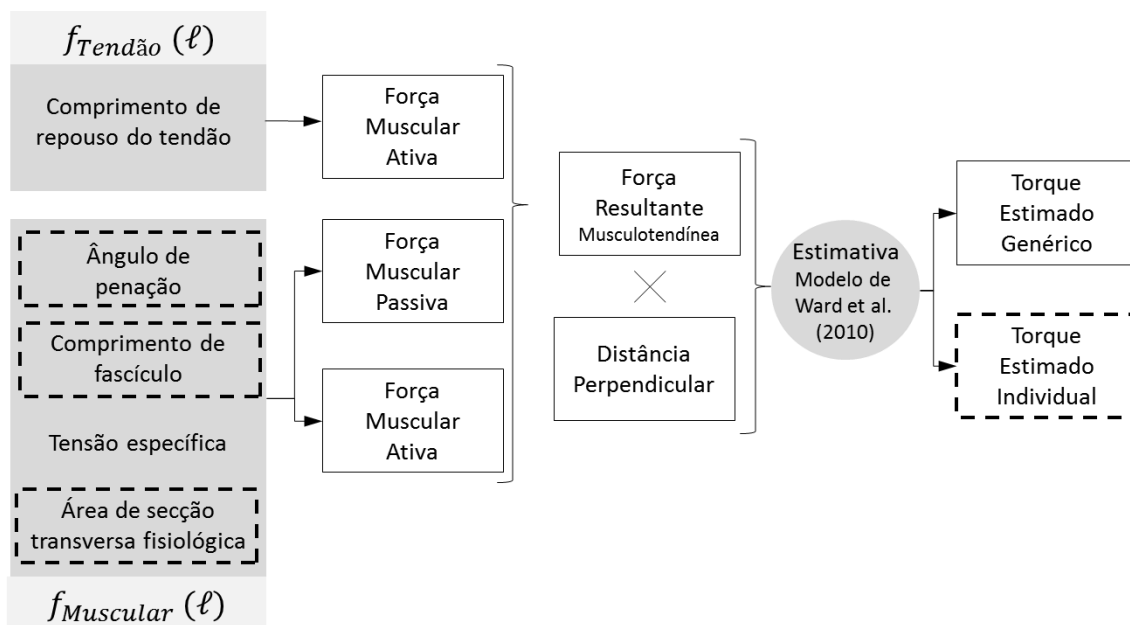 f_Tendão (ℓ)
Comprimento de
repouso do tendão
Força
Muscular
Ativa
Ângulo de
penação
Comprimento de
fascículo
Tensão específica
Área de secção
transversa fisiológica
f_Muscular (ℓ)
Força
Muscular
Passiva
Força
Muscular
Ativa
Força
Resultante
Musculotendínea
×
Distância
Perpendicular
Estimativa
Modelo de
Ward et al.
(2010)
Torque
Estimado
Genérico
Torque
Estimado
Individual